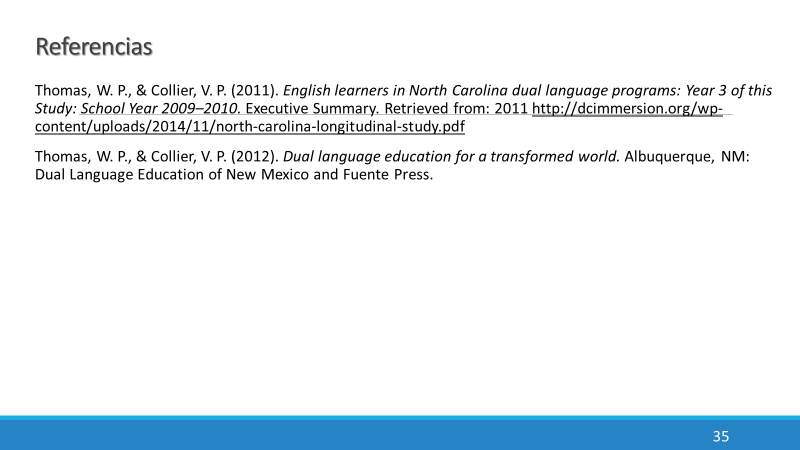 Referencias
Thomas, W. P., & Collier, V. P. (2011). English learners in North Carolina dual language programs: Year 3 of this
Study: School Year 2009–2010. Executive Summary. Retrieved from: 2011 http://dcimmersion.org/wp-
content/uploads/2014/11/north-carolina-longitudinal-study.pdf
Thomas, W. P., & Collier, V. P. (2012). Dual language education for a transformed world. Albuquerque, NM:
Dual Language Education of New Mexico and Fuente Press.
35